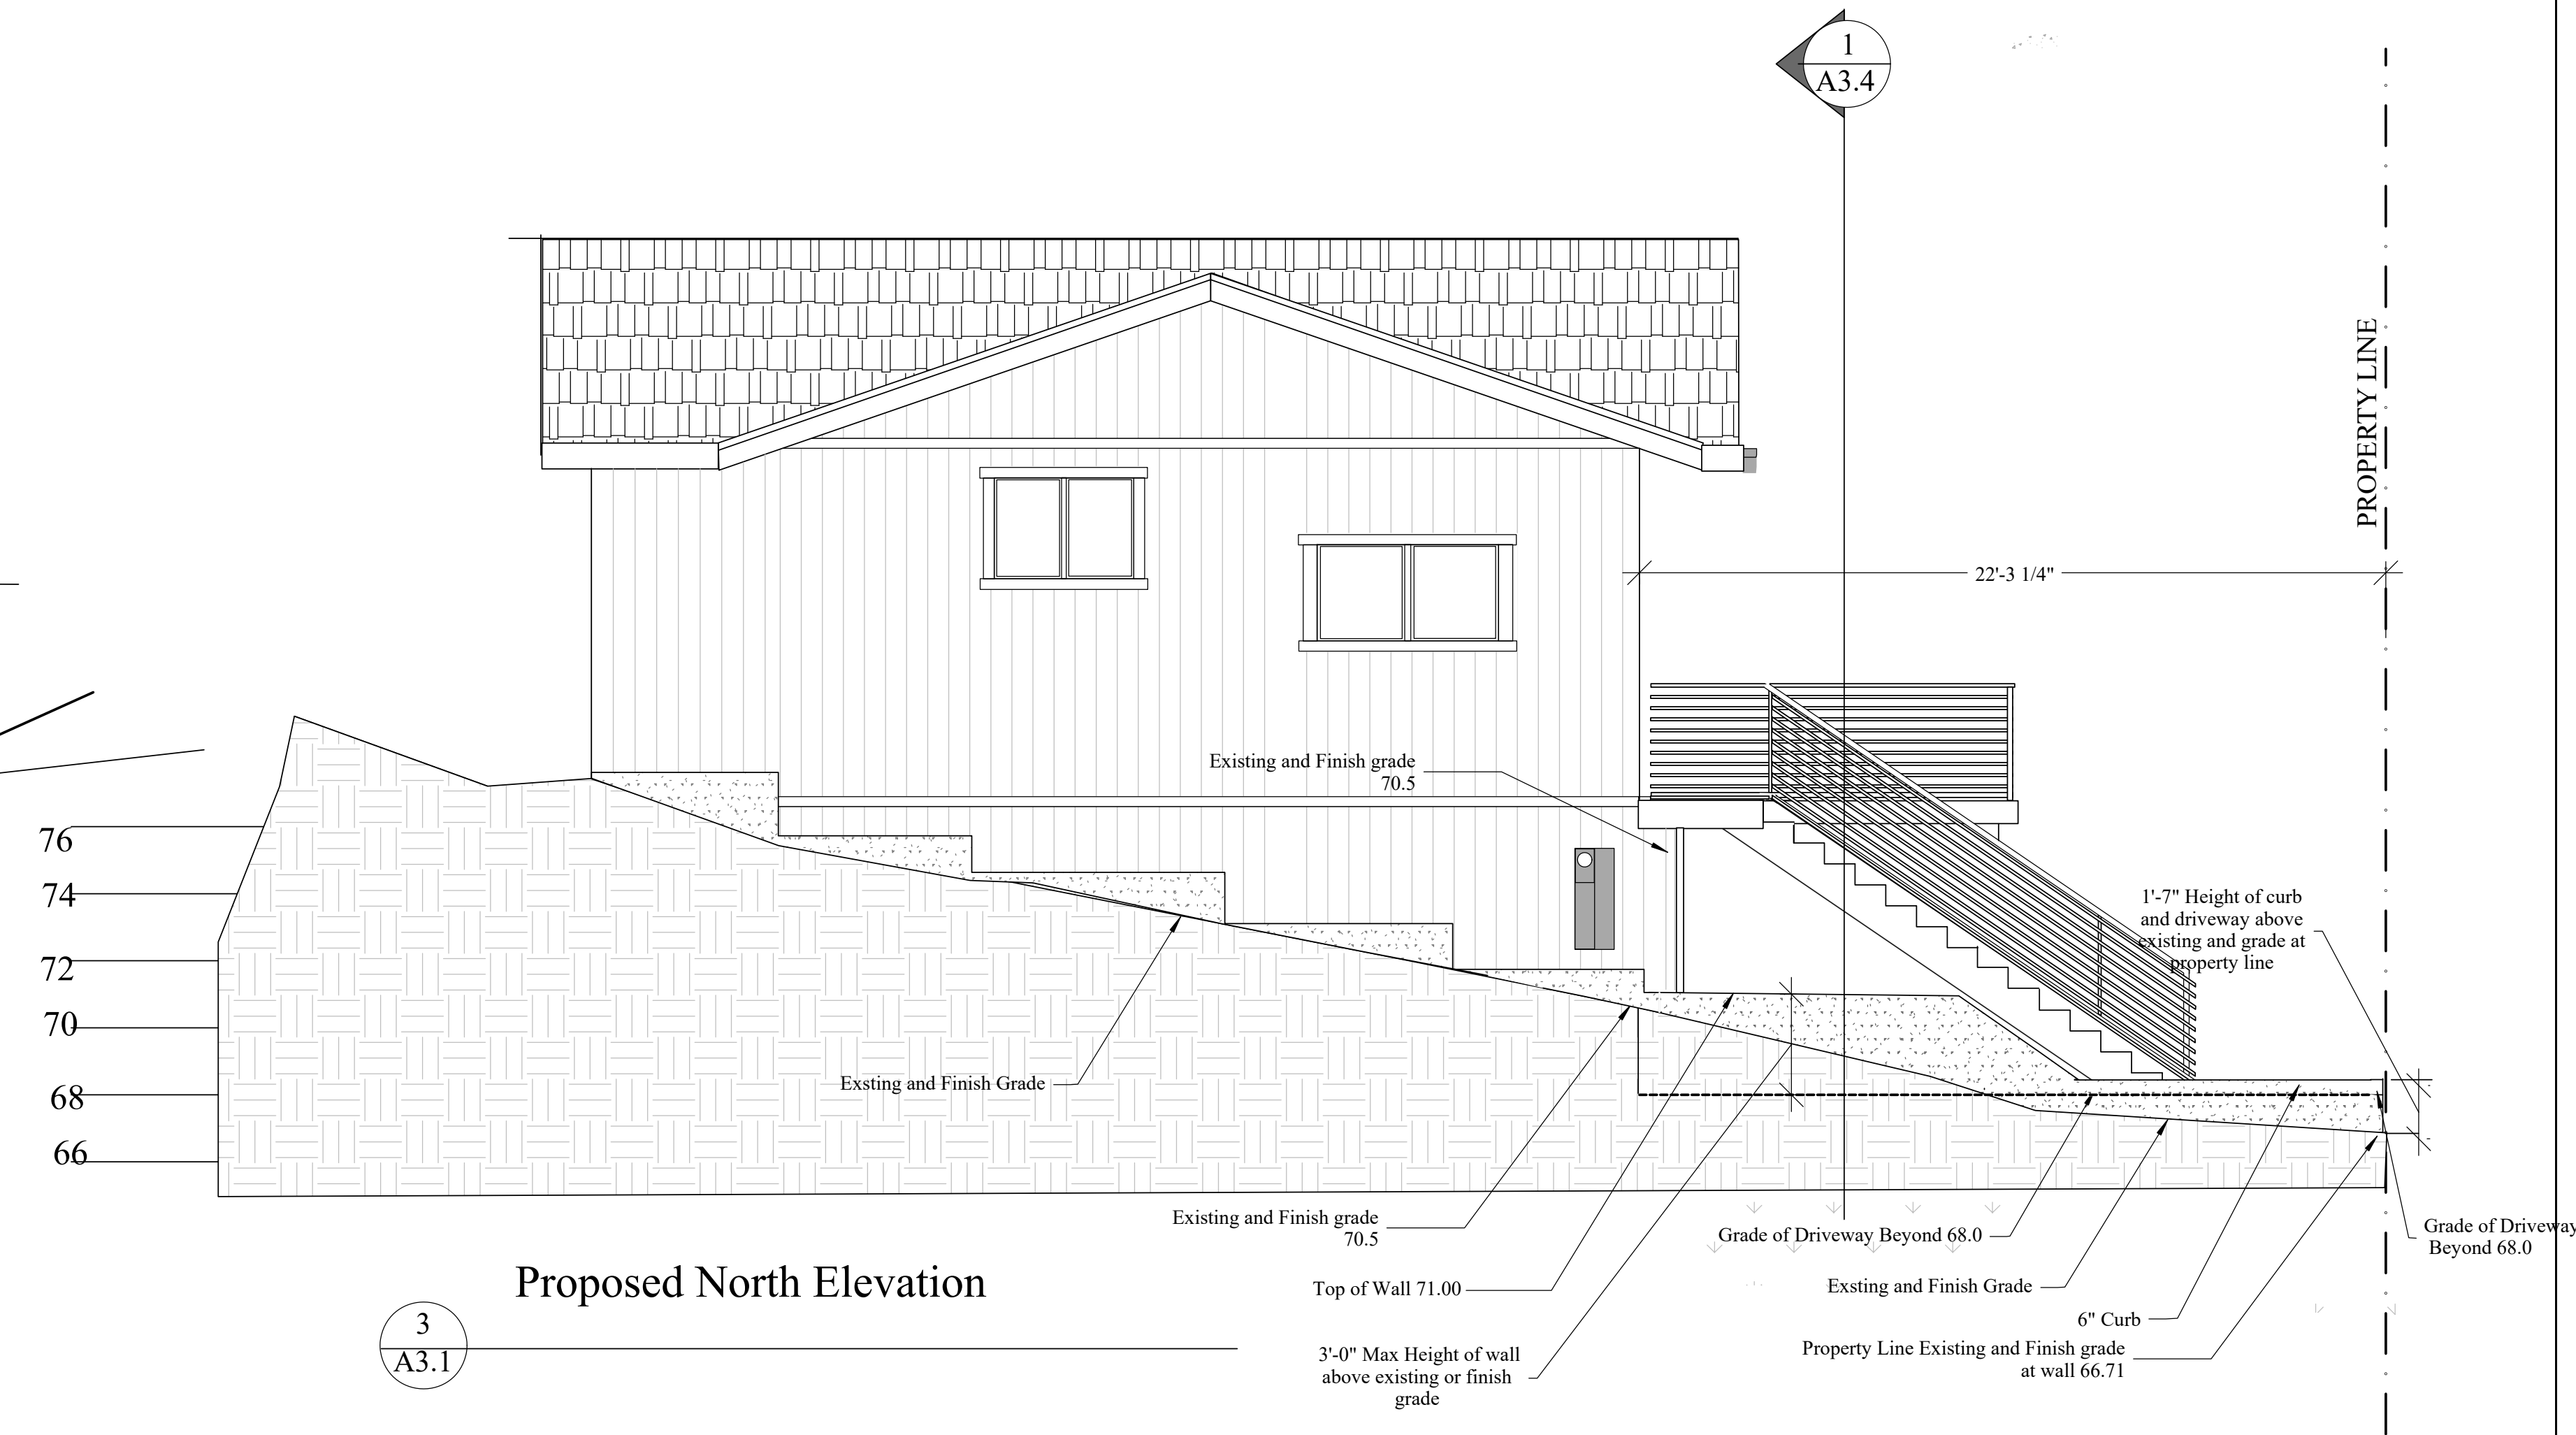 1
A3.4
PROPERTY LINE
22'-3 1/4"
Existing and Finish grade
70.5
1'-7" Height of curb
and driveway above
existing and grade at
property line
76
74
72
70
68
66
Exsting and Finish Grade
Existing and Finish grade
70.5
Grade of Driveway Beyond 68.0
Grade of Driveway
Beyond 68.0
Top of Wall 71.00
Exsting and Finish Grade
6" Curb
Property Line Existing and Finish grade
at wall 66.71
3'-0" Max Height of wall
above existing or finish
grade
Proposed North Elevation
3
A3.1